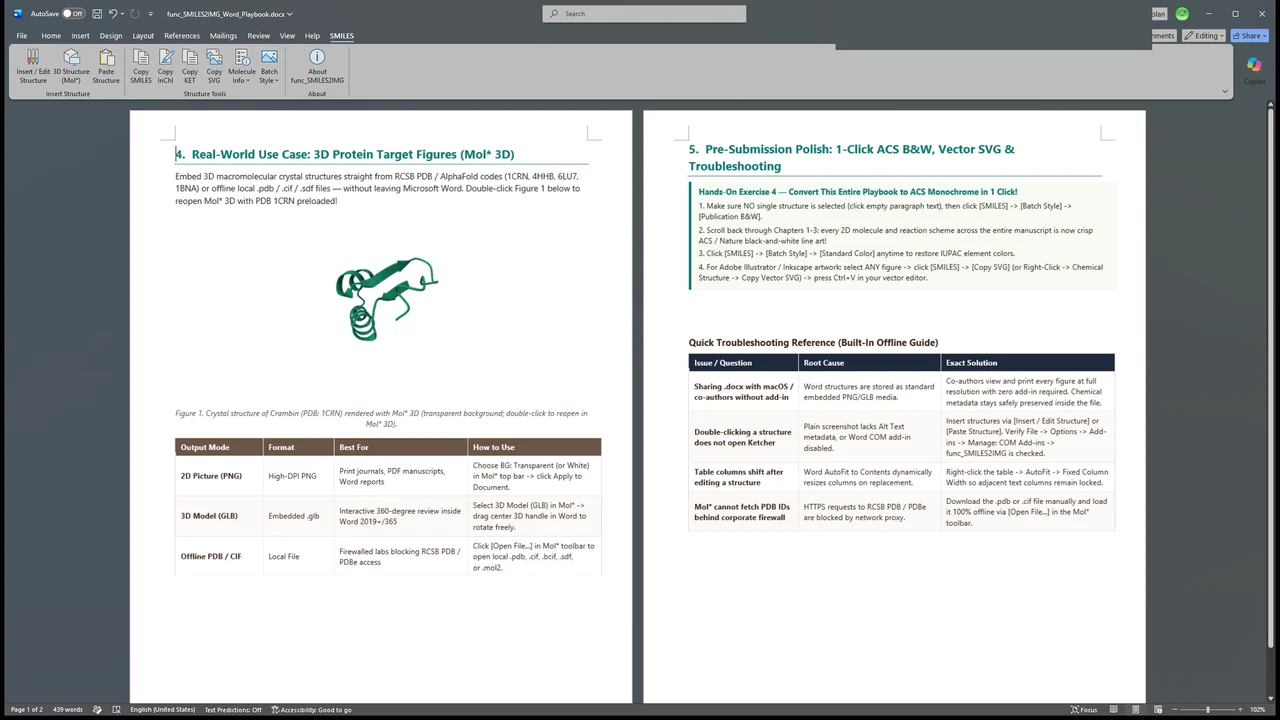 AutoSave Off func_SMILES2IMG_Word_Playbook.docx Search
File Home Insert Design Layout References Mailings Review View Help SMILES Editing Share
Insert / Edit Structure
3D Structure (Mol*)
Paste Structure
Copy SMILES
Copy InChI
Copy KET
Copy SVG
Molecule Info
Batch Style
About func_SMILES2IMG
Copilot
Insert Structure Structure Tools About
4. Real-World Use Case: 3D Protein Target Figures (Mol* 3D)
Embed 3D macromolecular crystal structures straight from RCSB PDB / AlphaFold codes (1CRN, 4HHB, 6LU7,
1BNA) or offline local .pdb / .cif / .sdf files — without leaving Microsoft Word. Double-click Figure 1 below to
reopen Mol* 3D with PDB 1CRN preloaded!
Figure 1. Crystal structure of Crambin (PDB: 1CRN) rendered with Mol* 3D (transparent background; double-click to reopen in
Mol* 3D).
Output Mode Format Best For How to Use
2D Picture (PNG)
High-DPI PNG
Print journals, PDF manuscripts,
Word reports
Choose BG: Transparent (or White)
in Mol* top bar -> click Apply to
Document.
3D Model (GLB)
Embedded .glb
Interactive 360-degree review inside
Word 2019+/365
Select 3D Model (GLB) in Mol* ->
drag center 3D handle in Word to
rotate freely.
Offline PDB / CIF
Local File
Firewalled labs blocking RCSB PDB /
PDBe access
Click [Open File...] in Mol* toolbar to
open local .pdb, .cif, .bcif, .sdf,
or .mol2.
5. Pre-Submission Polish: 1-Click ACS B&W, Vector SVG &
Troubleshooting
Hands-On Exercise 4 — Convert This Entire Playbook to ACS Monochrome in 1 Click!
1. Make sure NO single structure is selected (click empty paragraph text), then click [SMILES] -> [Batch Style] ->
[Publication B&W].
2. Scroll back through Chapters 1-3: every 2D molecule and reaction scheme across the entire manuscript is now crisp
ACS / Nature black-and-white line art!
3. Click [SMILES] -> [Batch Style] -> [Standard Color] anytime to restore IUPAC element colors.
4. For Adobe Illustrator / Inkscape artwork: select ANY figure -> click [SMILES] -> [Copy SVG] (or Right-Click -> Chemical
Structure -> Copy Vector SVG) -> press Ctrl+V in your vector editor.
Quick Troubleshooting Reference (Built-In Offline Guide)
Issue / Question Root Cause Exact Solution
Sharing .docx with macOS /
co-authors without add-in
Word structures are stored as standard
embedded PNG/GLB media.
Co-authors view and print every figure at full
resolution with zero add-in required. Chemical
metadata stays safely preserved inside the file.
Double-clicking a structure
does not open Ketcher
Plain screenshot lacks Alt Text
metadata, or Word COM add-in
disabled.
Insert structures via [Insert / Edit Structure] or
[Paste Structure]. Verify File -> Options -> Add-
ins -> Manage: COM Add-ins ->
func_SMILES2IMG is checked.
Table columns shift after
editing a structure
Word AutoFit to Contents dynamically
resizes columns on replacement.
Right-click the table -> AutoFit -> Fixed Column
Width so adjacent text columns remain locked.
Mol* cannot fetch PDB IDs
behind corporate firewall
HTTPS requests to RCSB PDB / PDBe
are blocked by network proxy.
Download the .pdb or .cif file manually and load
it 100% offline via [Open File...] in the Mol*
toolbar.
Page 1 of 2 439 words English (United States) Text Predictions: Off Accessibility: Good to go Focus 102%